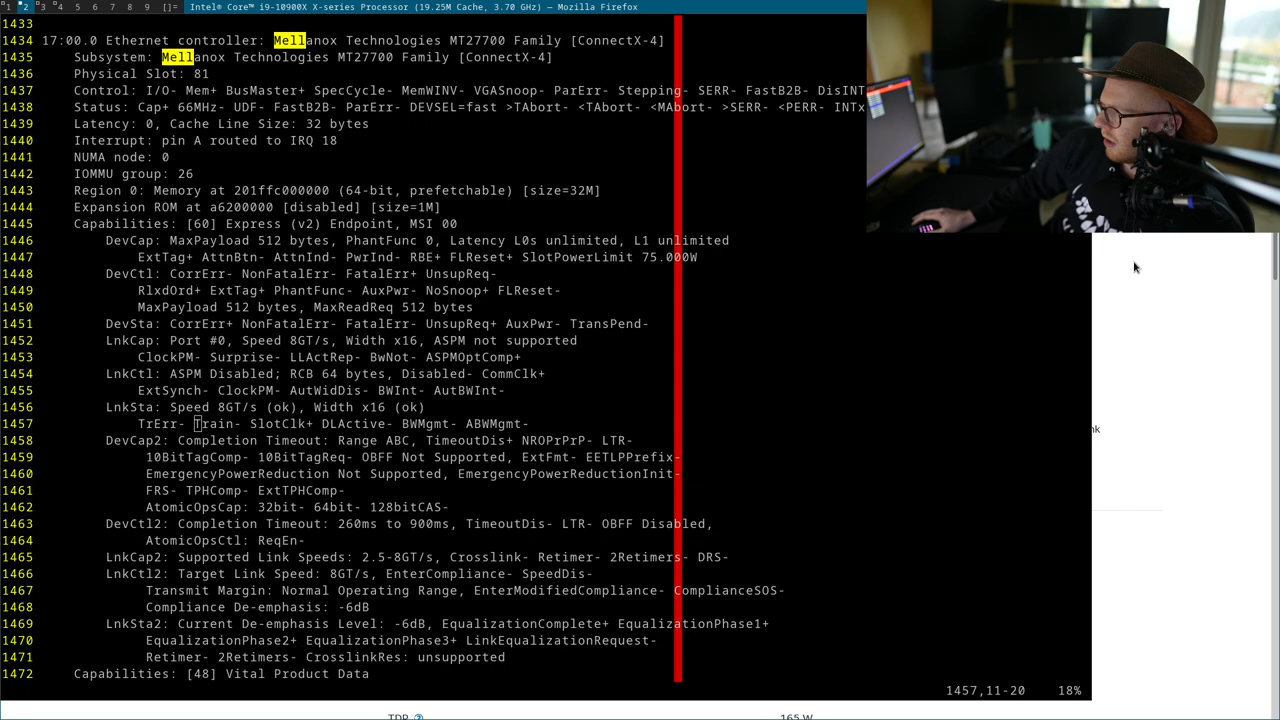 1 2 3 4 5 6 7 8 9 []= Intel® Core™ i9-10900X X-series Processor (19.25M Cache, 3.70 GHz) — Mozilla Firefox
1433
1434 17:00.0 Ethernet controller: Mellanox Technologies MT27700 Family [ConnectX-4]
1435 Subsystem: Mellanox Technologies MT27700 Family [ConnectX-4]
1436 Physical Slot: 81
1437 Control: I/O- Mem+ BusMaster+ SpecCycle- MemWINV- VGASnoop- ParErr- Stepping- SERR- FastB2B- DisINT
1438 Status: Cap+ 66MHz- UDF- FastB2B- ParErr- DEVSEL=fast >TAbort- <TAbort- <MAbort- >SERR- <PERR- INTx
1439 Latency: 0, Cache Line Size: 32 bytes
1440 Interrupt: pin A routed to IRQ 18
1441 NUMA node: 0
1442 IOMMU group: 26
1443 Region 0: Memory at 201ffc000000 (64-bit, prefetchable) [size=32M]
1444 Expansion ROM at a6200000 [disabled] [size=1M]
1445 Capabilities: [60] Express (v2) Endpoint, MSI 00
1446 DevCap: MaxPayload 512 bytes, PhantFunc 0, Latency L0s unlimited, L1 unlimited
1447 ExtTag+ AttnBtn- AttnInd- PwrInd- RBE+ FLReset+ SlotPowerLimit 75.000W
1448 DevCtl: CorrErr- NonFatalErr- FatalErr+ UnsupReq-
1449 RlxdOrd+ ExtTag+ PhantFunc- AuxPwr- NoSnoop+ FLReset-
1450 MaxPayload 512 bytes, MaxReadReq 512 bytes
1451 DevSta: CorrErr+ NonFatalErr- FatalErr- UnsupReq+ AuxPwr- TransPend-
1452 LnkCap: Port #0, Speed 8GT/s, Width x16, ASPM not supported
1453 ClockPM- Surprise- LLActRep- BwNot- ASPMOptComp+
1454 LnkCtl: ASPM Disabled; RCB 64 bytes, Disabled- CommClk+
1455 ExtSynch- ClockPM- AutWidDis- BWInt- AutBWInt-
1456 LnkSta: Speed 8GT/s (ok), Width x16 (ok)
1457 TrErr- Train- SlotClk+ DLActive- BWMgmt- ABWMgmt-
1458 DevCap2: Completion Timeout: Range ABC, TimeoutDis+ NROPrPrP- LTR-
1459 10BitTagComp- 10BitTagReq- OBFF Not Supported, ExtFmt- EETLPPrefix-
1460 EmergencyPowerReduction Not Supported, EmergencyPowerReductionInit-
1461 FRS- TPHComp- ExtTPHComp-
1462 AtomicOpsCap: 32bit- 64bit- 128bitCAS-
1463 DevCtl2: Completion Timeout: 260ms to 900ms, TimeoutDis- LTR- OBFF Disabled,
1464 AtomicOpsCtl: ReqEn-
1465 LnkCap2: Supported Link Speeds: 2.5-8GT/s, Crosslink- Retimer- 2Retimers- DRS-
1466 LnkCtl2: Target Link Speed: 8GT/s, EnterCompliance- SpeedDis-
1467 Transmit Margin: Normal Operating Range, EnterModifiedCompliance- ComplianceSOS-
1468 Compliance De-emphasis: -6dB
1469 LnkSta2: Current De-emphasis Level: -6dB, EqualizationComplete+ EqualizationPhase1+
1470 EqualizationPhase2+ EqualizationPhase3+ LinkEqualizationRequest-
1471 Retimer- 2Retimers- CrosslinkRes: unsupported
1472 Capabilities: [48] Vital Product Data
1457,11-20 18%
nk
TDP 165 W